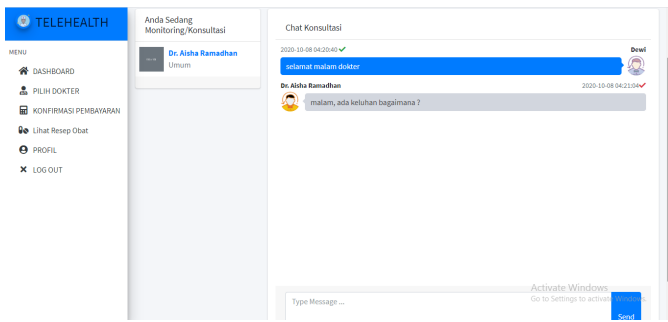 TELEHEALTH
MENU
DASHBOARD
PILIH DOKTER
KONFIRMASI PEMBAYARAN
Lihat Resep Obat
PROFIL
LOG OUT
Anda Sedang
Monitoring/Konsultasi
Dr. Aisha Ramadhan
Umum
Chat Konsultasi
2020-10-08 04:20:40 Dewi
selamat malam dokter
Dr. Aisha Ramadhan 2020-10-08 04:21:04
malam, ada keluhan bagaimana ?
Type Message ...
Send
Activate Windows
Go to Settings to activate Windows.